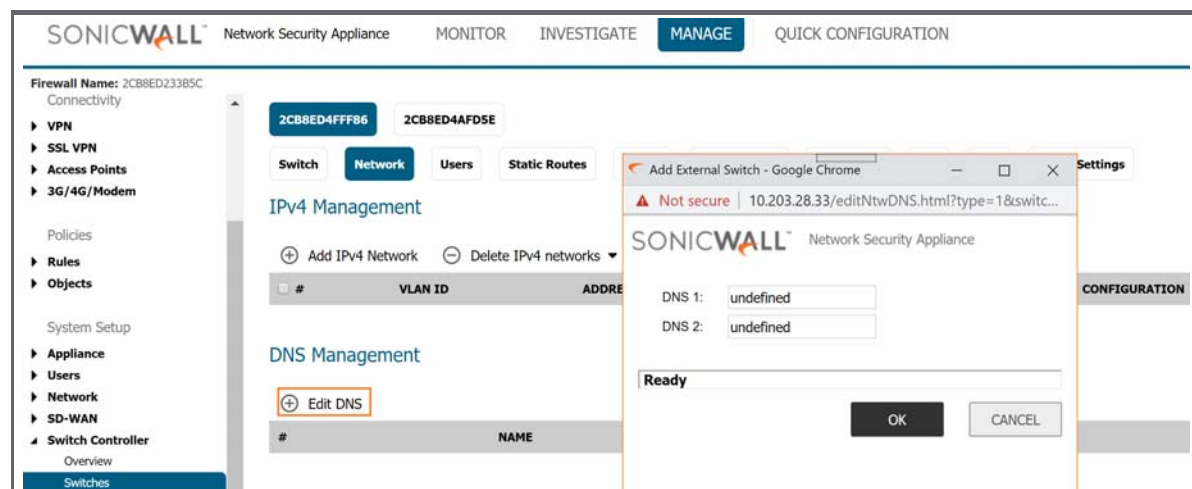 SONICWALL Network Security Appliance MONITOR INVESTIGATE MANAGE QUICK CONFIGURATION
Firewall Name: 2CB8ED233B5C
Connectivity
VPN
SSL VPN
Access Points
3G/4G/Modem
Policies
Rules
Objects
System Setup
Appliance
Users
Network
SD-WAN
Switch Controller
Overview
Switches
2CB8ED4FFF86 2CB8ED4AFD5E
Switch Network Users Static Routes Settings
IPv4 Management
Add IPv4 Network Delete IPv4 networks
# VLAN ID ADDRE CONFIGURATION
DNS Management
Edit DNS
# NAME
Add External Switch - Google Chrome
Not secure | 10.203.28.33/editNtwDNS.html?type=1&switc...
SONICWALL Network Security Appliance
DNS 1: undefined
DNS 2: undefined
Ready
OK CANCEL